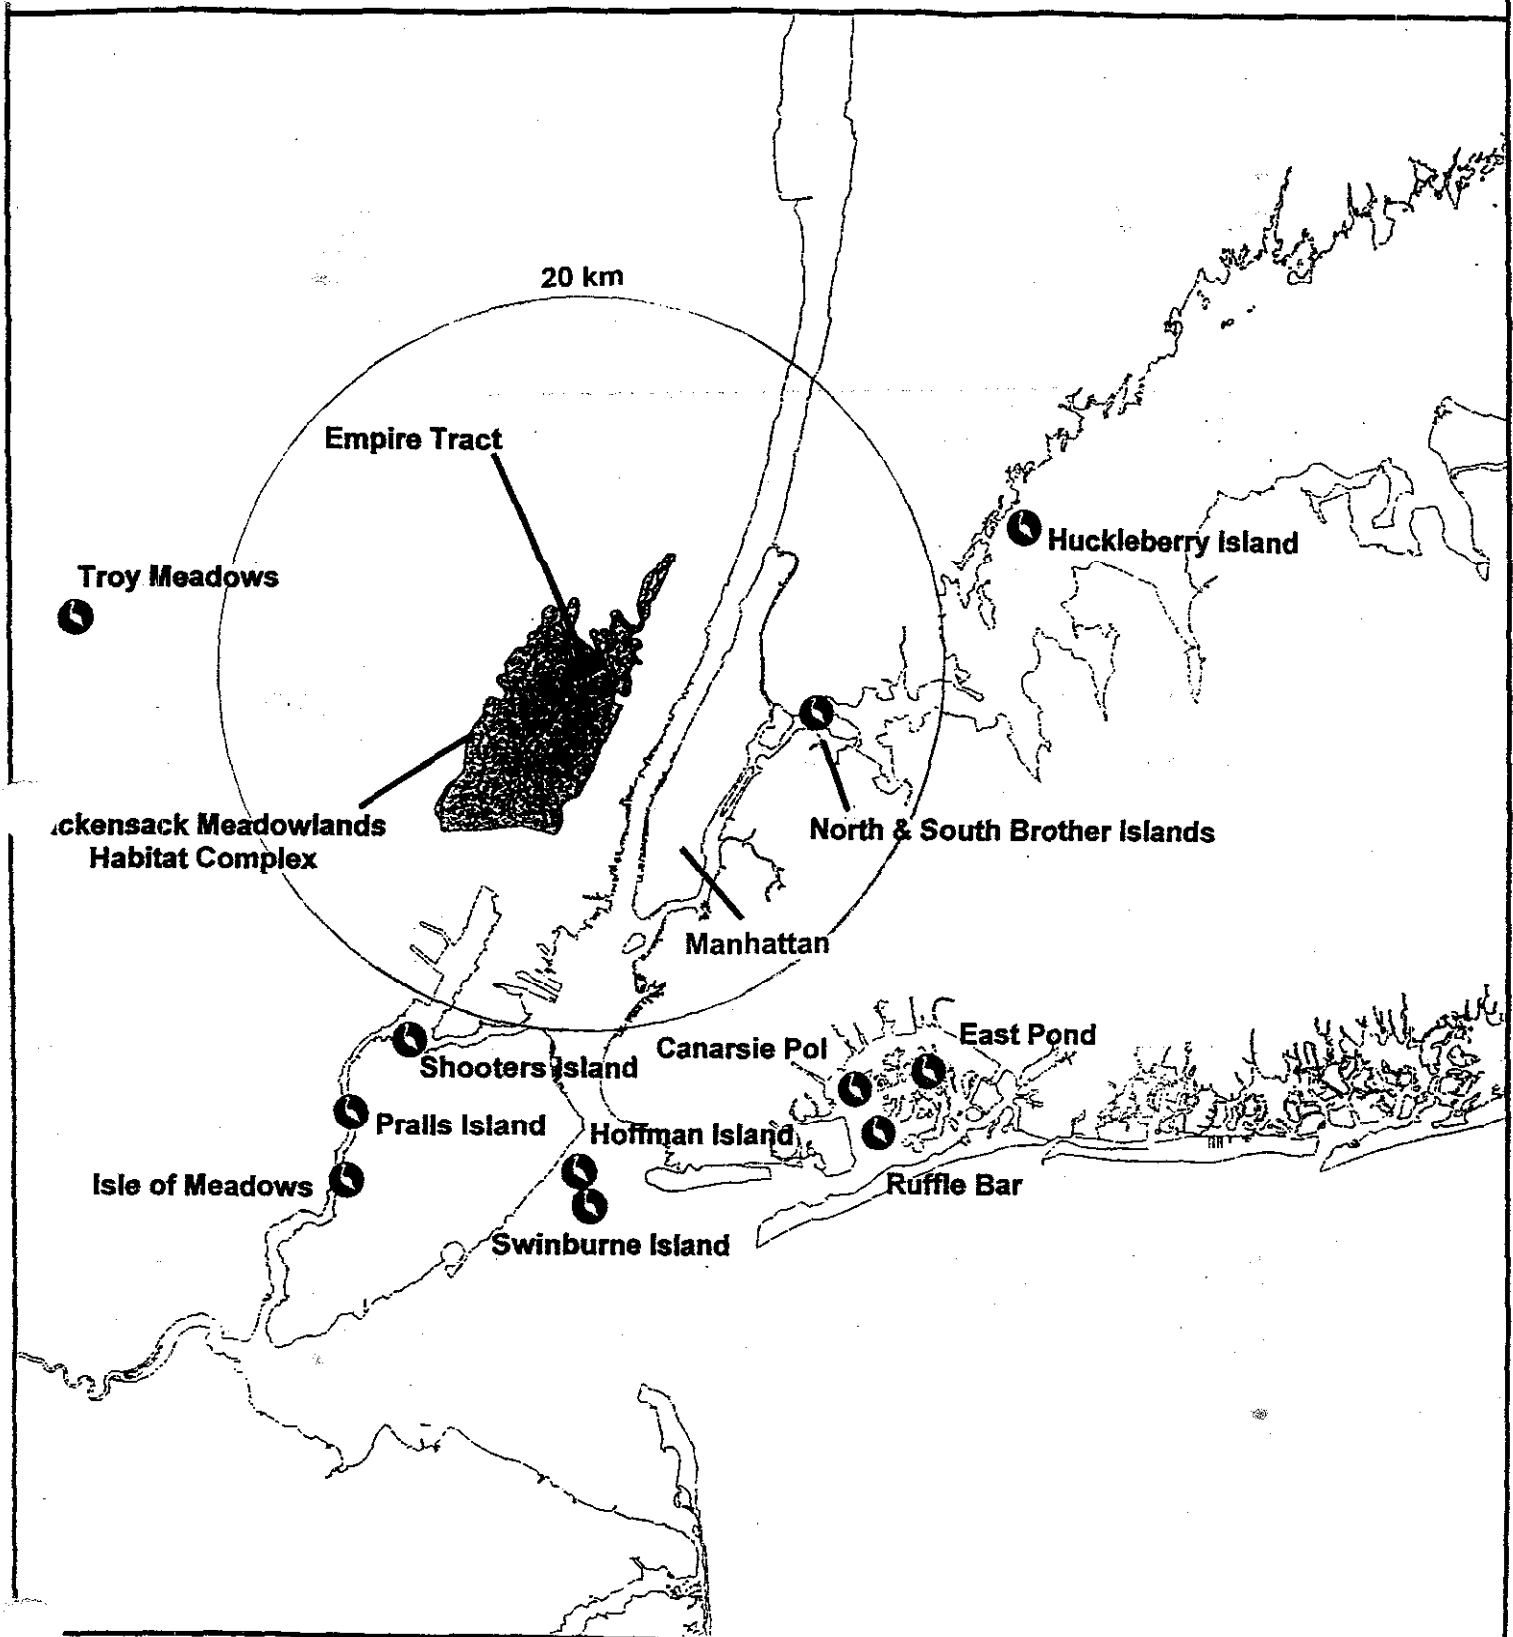 20 km
Empire Tract
Huckleberry Island
Troy Meadows
ckensack Meadowlands
Habitat Complex
North & South Brother Islands
Manhattan
East Pond
Canarsie Pol
Shooters Island
Pralls Island
Hoffman Island
Isle of Meadows
Ruffle Bar
Swinburne Island